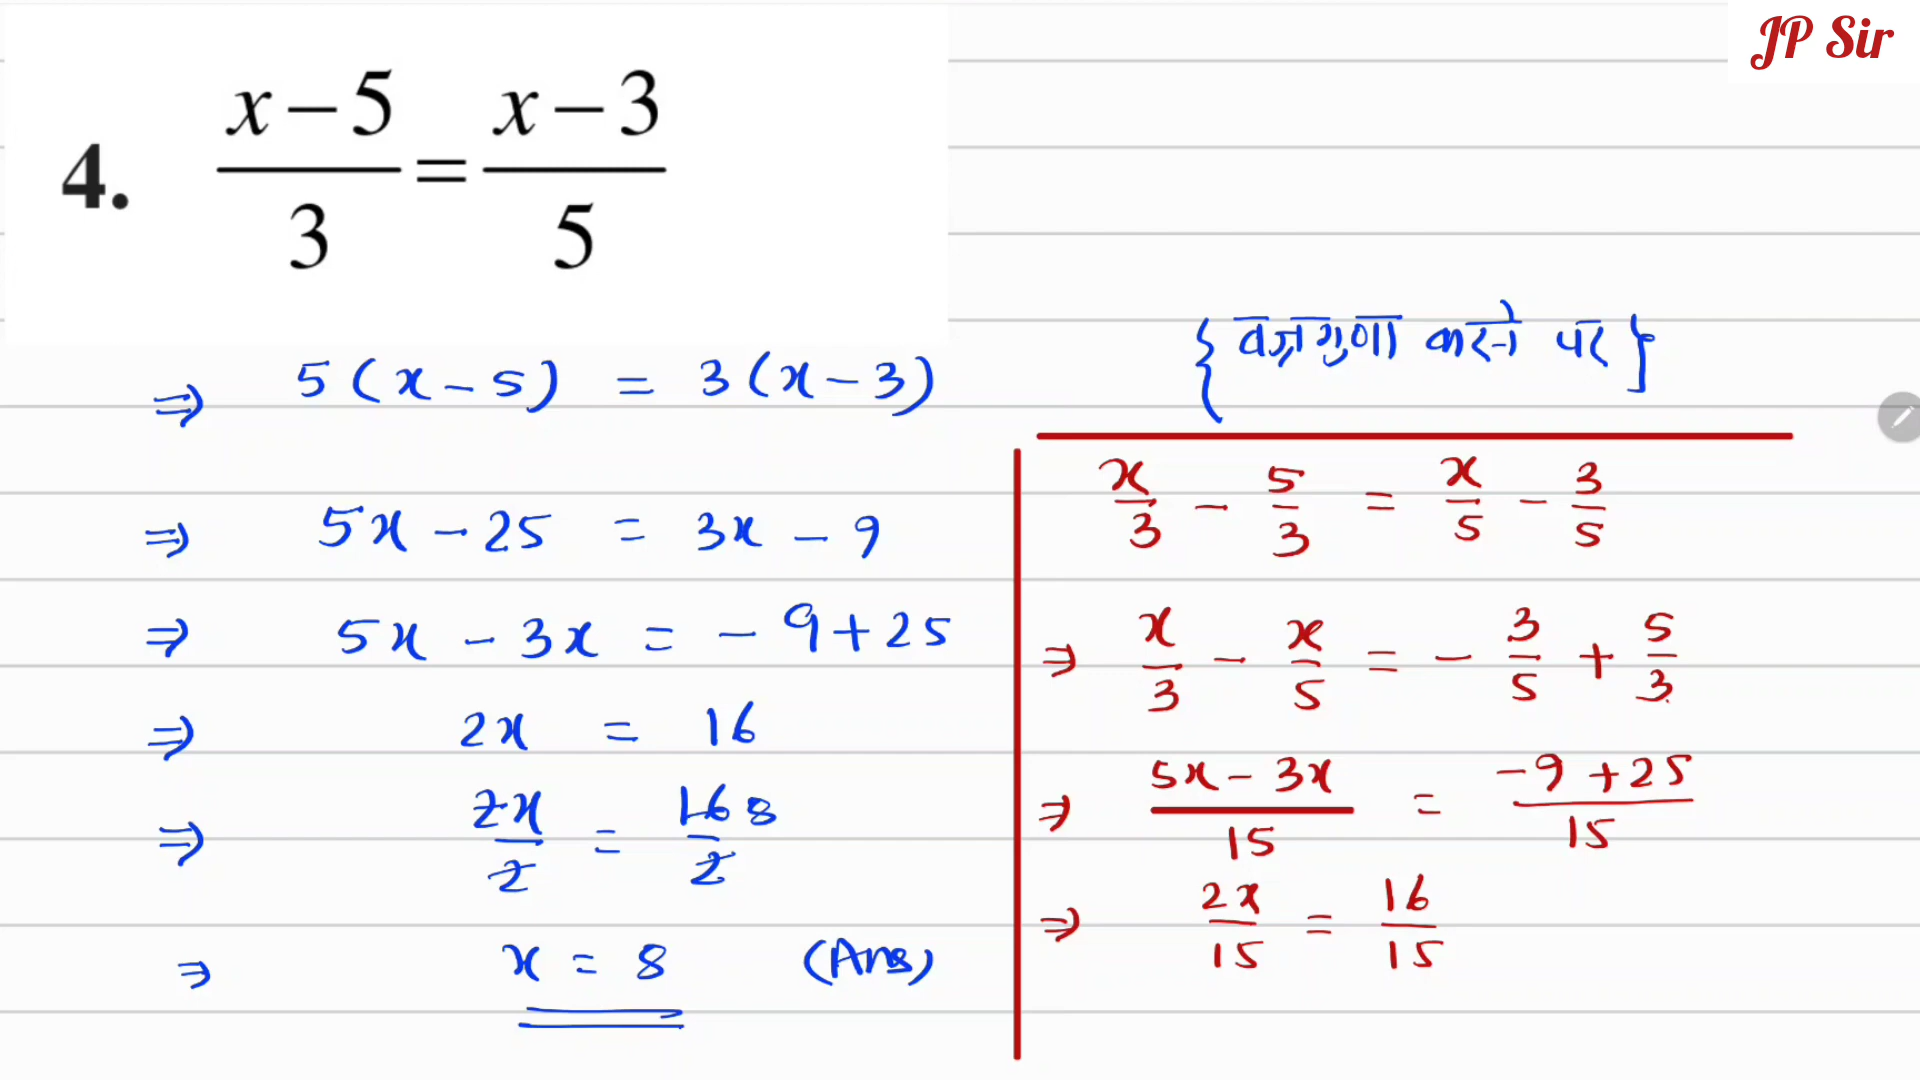 JP Sir
4. (x-5)/3 = (x-3)/5
{ वज्रगुणा करने पर }
⇒ 5(x-5) = 3(x-3)
⇒ 5x - 25 = 3x - 9
⇒ 5x - 3x = -9+25
⇒ 2x = 16
⇒ 2x/2 = 16/2 8
⇒ x = 8 (Ans)
x/3 - 5/3 = x/5 - 3/5
⇒ x/3 - x/5 = -3/5 + 5/3
⇒ (5x-3x)/15 = (-9+25)/15
⇒ 2x/15 = 16/15